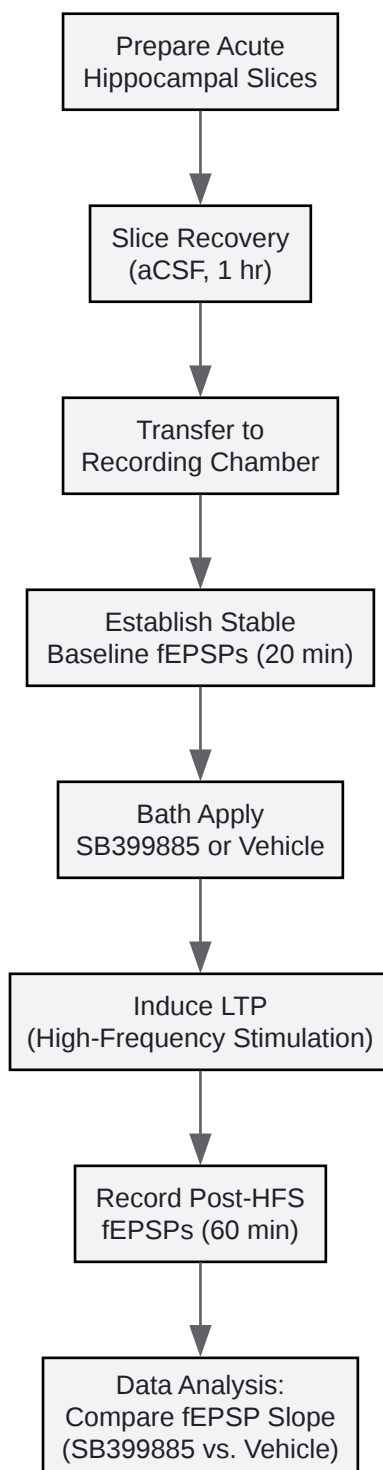 Prepare Acute
Hippocampal Slices
Slice Recovery
(aCSF, 1 hr)
Transfer to
Recording Chamber
Establish Stable
Baseline fEPSPs (20 min)
Bath Apply
SB399885 or Vehicle
Induce LTP
(High-Frequency Stimulation)
Record Post-HFS
fEPSPs (60 min)
Data Analysis:
Compare fEPSP Slope
(SB399885 vs. Vehicle)